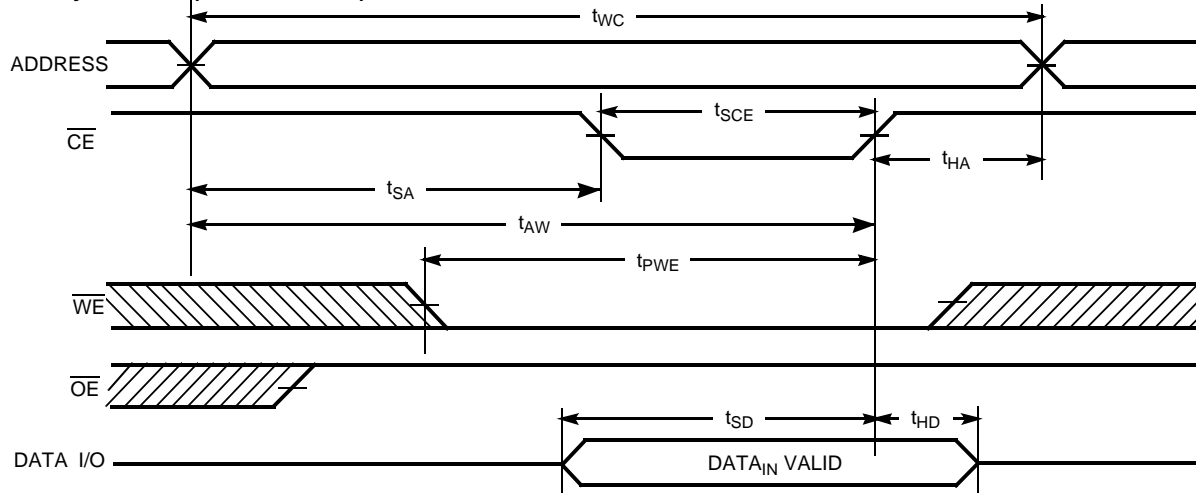 tWC
ADDRESS
tSCE
CE
tHA
tSA
tAW
tPWE
WE
OE
tSD
tHD
DATA I/O
DATAIN VALID